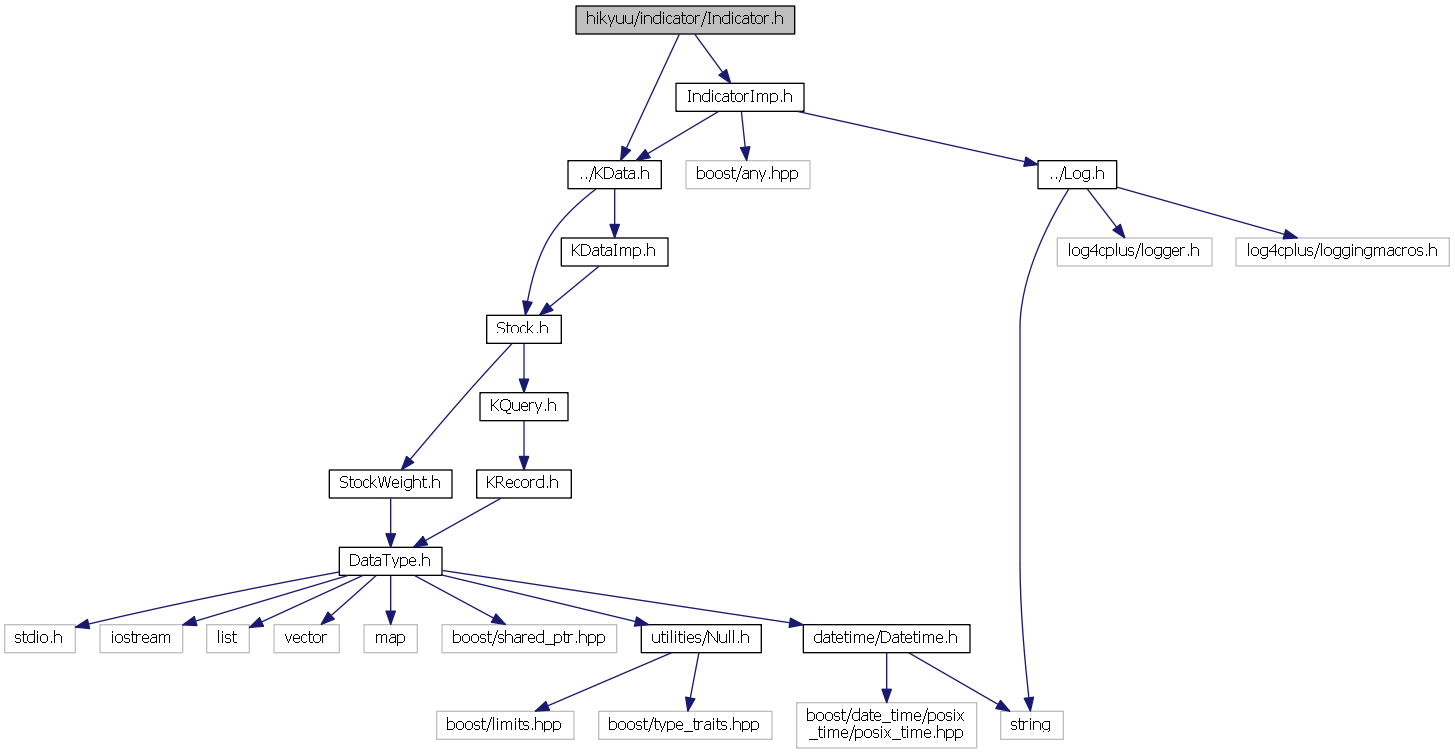 hikyuu/indicator/Indicator.h
IndicatorImp.h
../KData.h
boost/any.hpp
../Log.h
KDataImp.h
log4cplus/logger.h
log4cplus/loggingmacros.h
Stock.h
KQuery.h
StockWeight.h
KRecord.h
DataType.h
stdio.h
iostream
list
vector
map
boost/shared_ptr.hpp
utilities/Null.h
datetime/Datetime.h
boost/limits.hpp
boost/type_traits.hpp
boost/date_time/posix
_time/posix_time.hpp
string